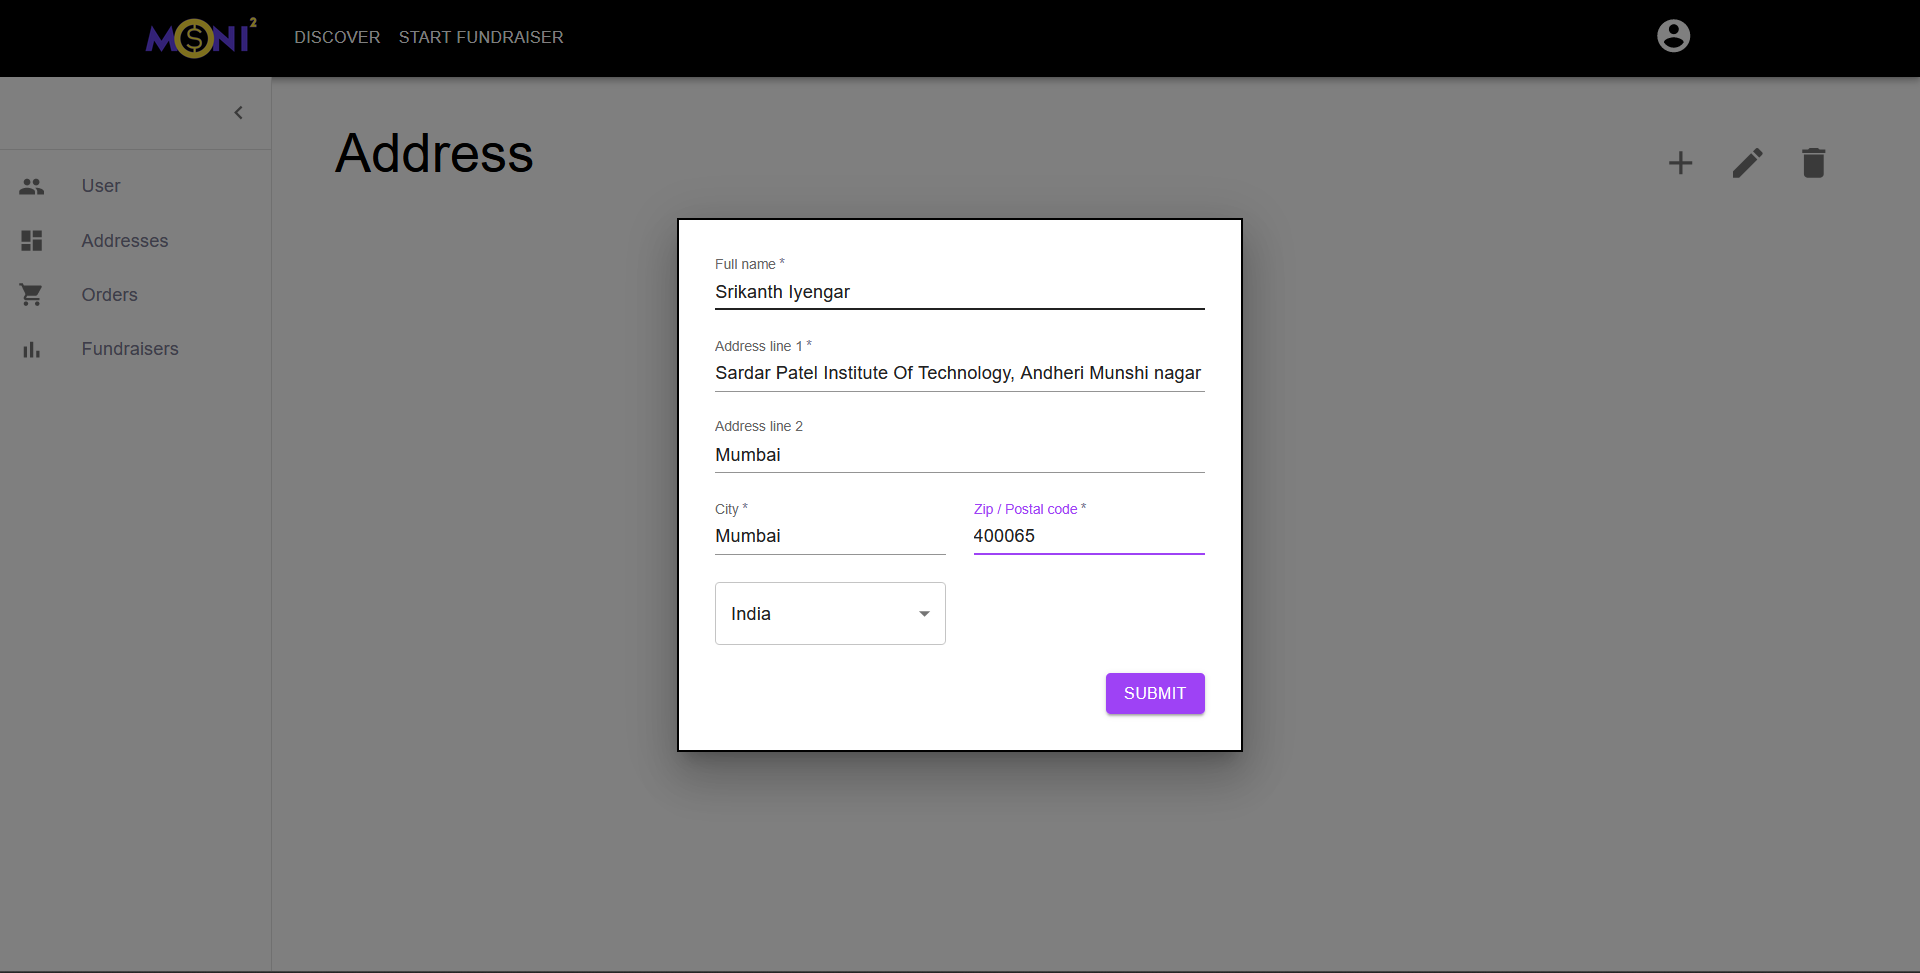 MONI2
DISCOVER START FUNDRAISER
Address
User
Addresses
Orders
Fundraisers
Full name *
Srikanth Iyengar
Address line 1 *
Sardar Patel Institute Of Technology, Andheri Munshi nagar
Address line 2
Mumbai
City *
Mumbai
Zip / Postal code *
400065
India
SUBMIT